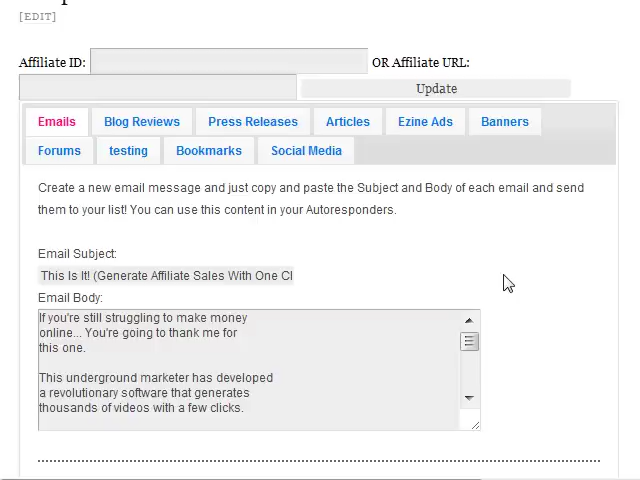 [EDIT]
Affiliate ID: OR Affiliate URL:
Update
Emails Blog Reviews Press Releases Articles Ezine Ads Banners
Forums testing Bookmarks Social Media
Create a new email message and just copy and paste the Subject and Body of each email and send
them to your list! You can use this content in your Autoresponders.
Email Subject:
This Is It! (Generate Affiliate Sales With One Cl
Email Body:
If you're still struggling to make money
online... You're going to thank me for
this one.
This underground marketer has developed
a revolutionary software that generates
thousands of videos with a few clicks.